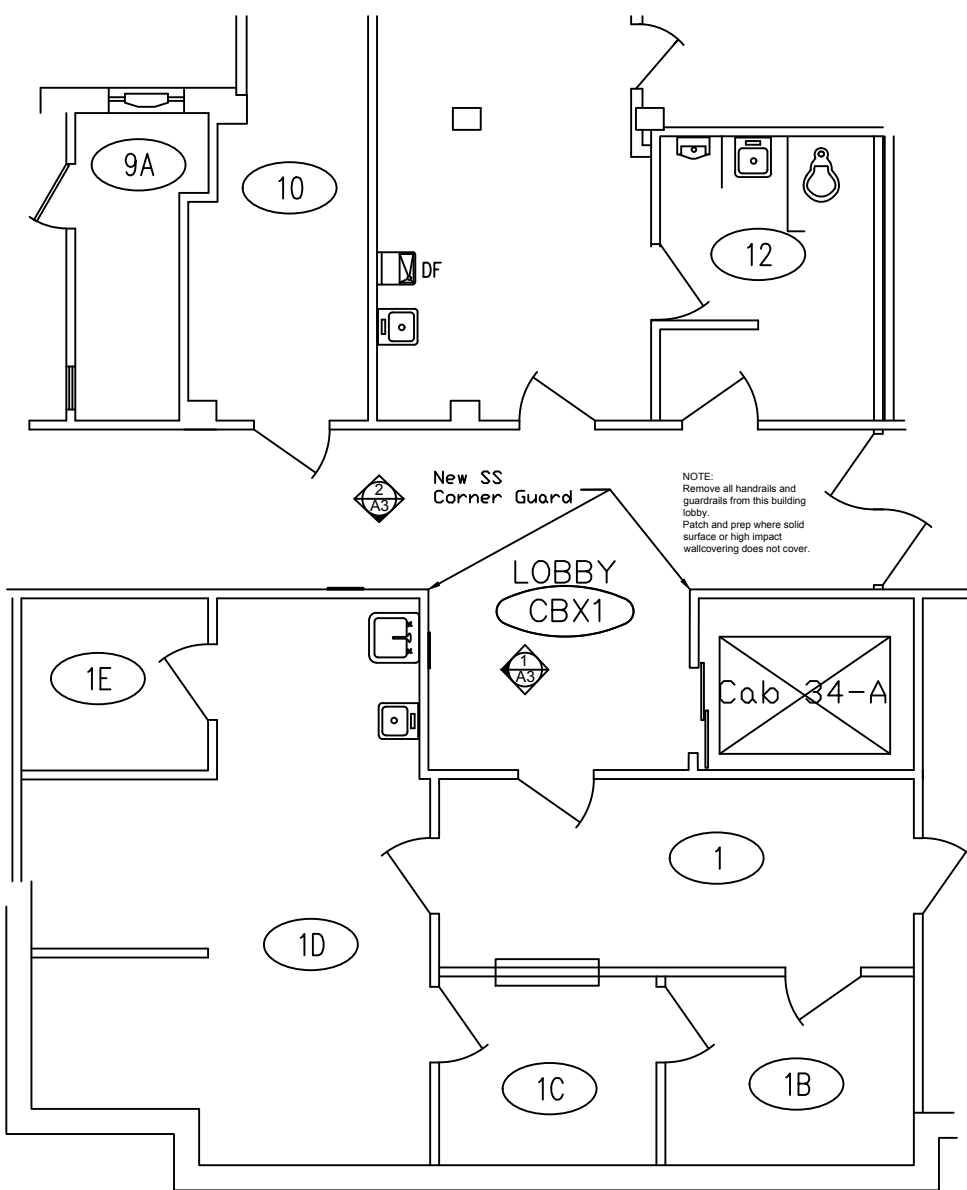 9A
10
12
DF
2
A3
New SS
Corner Guard
NOTE:
Remove all handrails and
guardrails from this building
lobby.
Patch and prep where solid
surface or high impact
wallcovering does not cover.
LOBBY
CBX1
1
A3
1E
Cab 34-A
1
1D
1C
1B